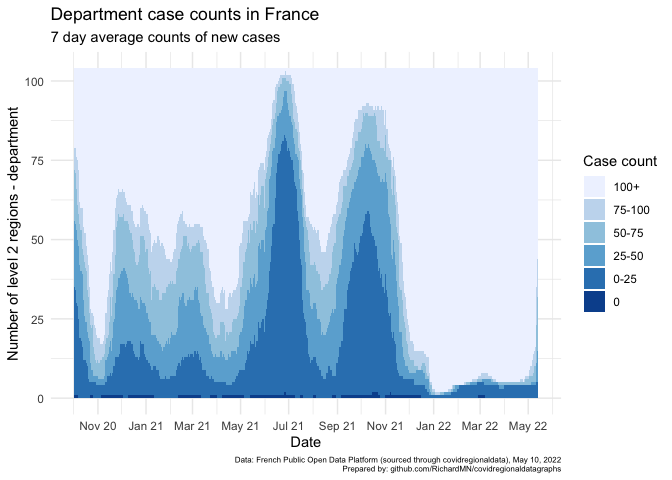 Department case counts in France
7 day average counts of new cases
Number of level 2 regions - department
100
75
50
25
0
Nov 20 Jan 21 Mar 21 May 21 Jul 21 Sep 21 Nov 21 Jan 22 Mar 22 May 22
Date
Case count
100+
75-100
50-75
25-50
0-25
0
Data: French Public Open Data Platform (sourced through covidregionaldata), May 10, 2022
Prepared by: github.com/RichardMN/covidregionaldatagraphs